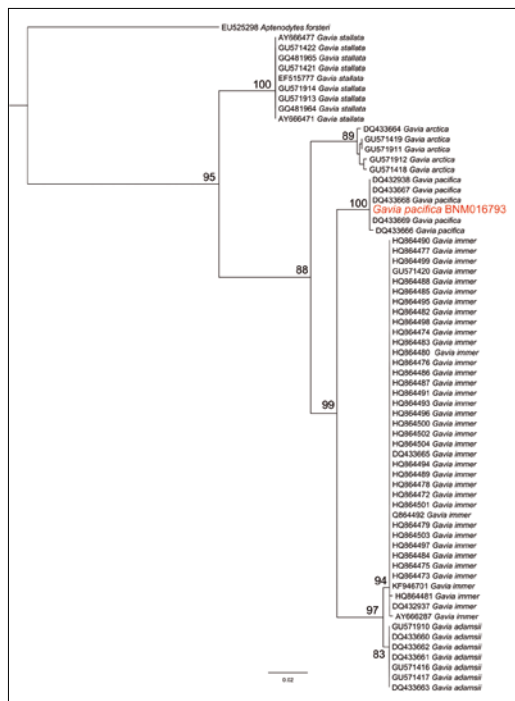 EU525298 Aptenodytes forsteri
AY666477 Gavia stallata
GU571422 Gavia stallata
GQ481965 Gavia stallata
GU571421 Gavia stallata
EF515777 Gavia stallata
GU571914 Gavia stallata
GU571913 Gavia stallata
GQ481964 Gavia stallata
AY666471 Gavia stallata
100
DQ433664 Gavia arctica
GU571419 Gavia arctica
GU571911 Gavia arctica
GU571912 Gavia arctica
GU571418 Gavia arctica
89
95
DQ432938 Gavia pacifica
DQ433667 Gavia pacifica
DQ433668 Gavia pacifica
Gavia pacifica BNM016793
DQ433669 Gavia pacifica
DQ433666 Gavia pacifica
100
HQ864490 Gavia immer
HQ864477 Gavia immer
HQ864499 Gavia immer
GU571420 Gavia immer
HQ864488 Gavia immer
HQ864485 Gavia immer
HQ864495 Gavia immer
HQ864482 Gavia immer
HQ864498 Gavia immer
HQ864474 Gavia immer
HQ864483 Gavia immer
HQ864480 Gavia immer
HQ864476 Gavia immer
HQ864486 Gavia immer
HQ864487 Gavia immer
HQ864491 Gavia immer
HQ864493 Gavia immer
HQ864496 Gavia immer
HQ864500 Gavia immer
HQ864502 Gavia immer
HQ864504 Gavia immer
DQ433665 Gavia immer
HQ864494 Gavia immer
HQ864489 Gavia immer
HQ864478 Gavia immer
HQ864472 Gavia immer
HQ864501 Gavia immer
Q864492 Gavia immer
HQ864479 Gavia immer
HQ864503 Gavia immer
HQ864497 Gavia immer
HQ864484 Gavia immer
HQ864475 Gavia immer
HQ864473 Gavia immer
KF946701 Gavia immer
HQ864481 Gavia immer
DQ432937 Gavia immer
AY666287 Gavia immer
88
99
94
97
GU571910 Gavia adamsii
DQ433660 Gavia adamsii
DQ433662 Gavia adamsii
DQ433661 Gavia adamsii
GU571416 Gavia adamsii
GU571417 Gavia adamsii
DQ433663 Gavia adamsii
83
0.02